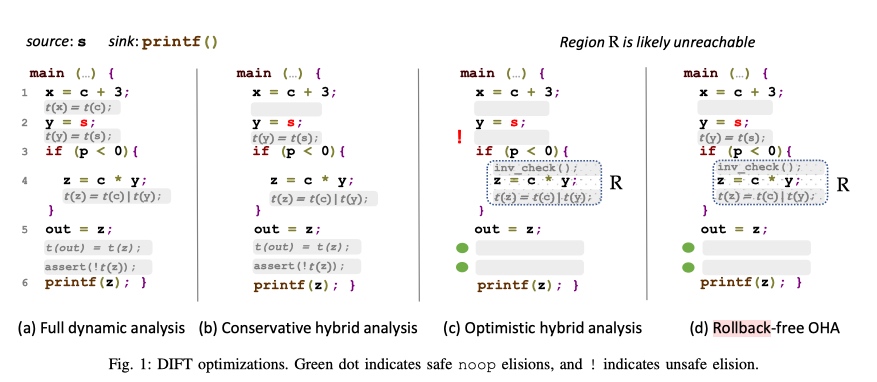 source: s sink: printf() Region R is likely unreachable
main (…) { main (…) { main (…) { main (…) {
1 x = c + 3; x = c + 3; x = c + 3; x = c + 3;
t(x) = t(c);
2 y = s; y = s; y = s; y = s;
t(y) = t(s); t(y) = t(s); ! t(y) = t(s);
3 if (p < 0){ if (p < 0){ if (p < 0){ if (p < 0){
inv_check(); inv_check();
4 z = c * y; z = c * y; z = c * y; R z = c * y; R
t(z) = t(c)|t(y); t(z) = t(c)|t(y); t(z) = t(c)|t(y); t(z) = t(c)|t(y);
} } } }
5 out = z; out = z; out = z; out = z;
t(out) = t(z); t(out) = t(z);
assert(!t(z)); assert(!t(z));
6 printf(z); } printf(z); } printf(z); } printf(z); }
(a) Full dynamic analysis (b) Conservative hybrid analysis (c) Optimistic hybrid analysis (d) Rollback-free OHA
Fig. 1: DIFT optimizations. Green dot indicates safe noop elisions, and ! indicates unsafe elision.